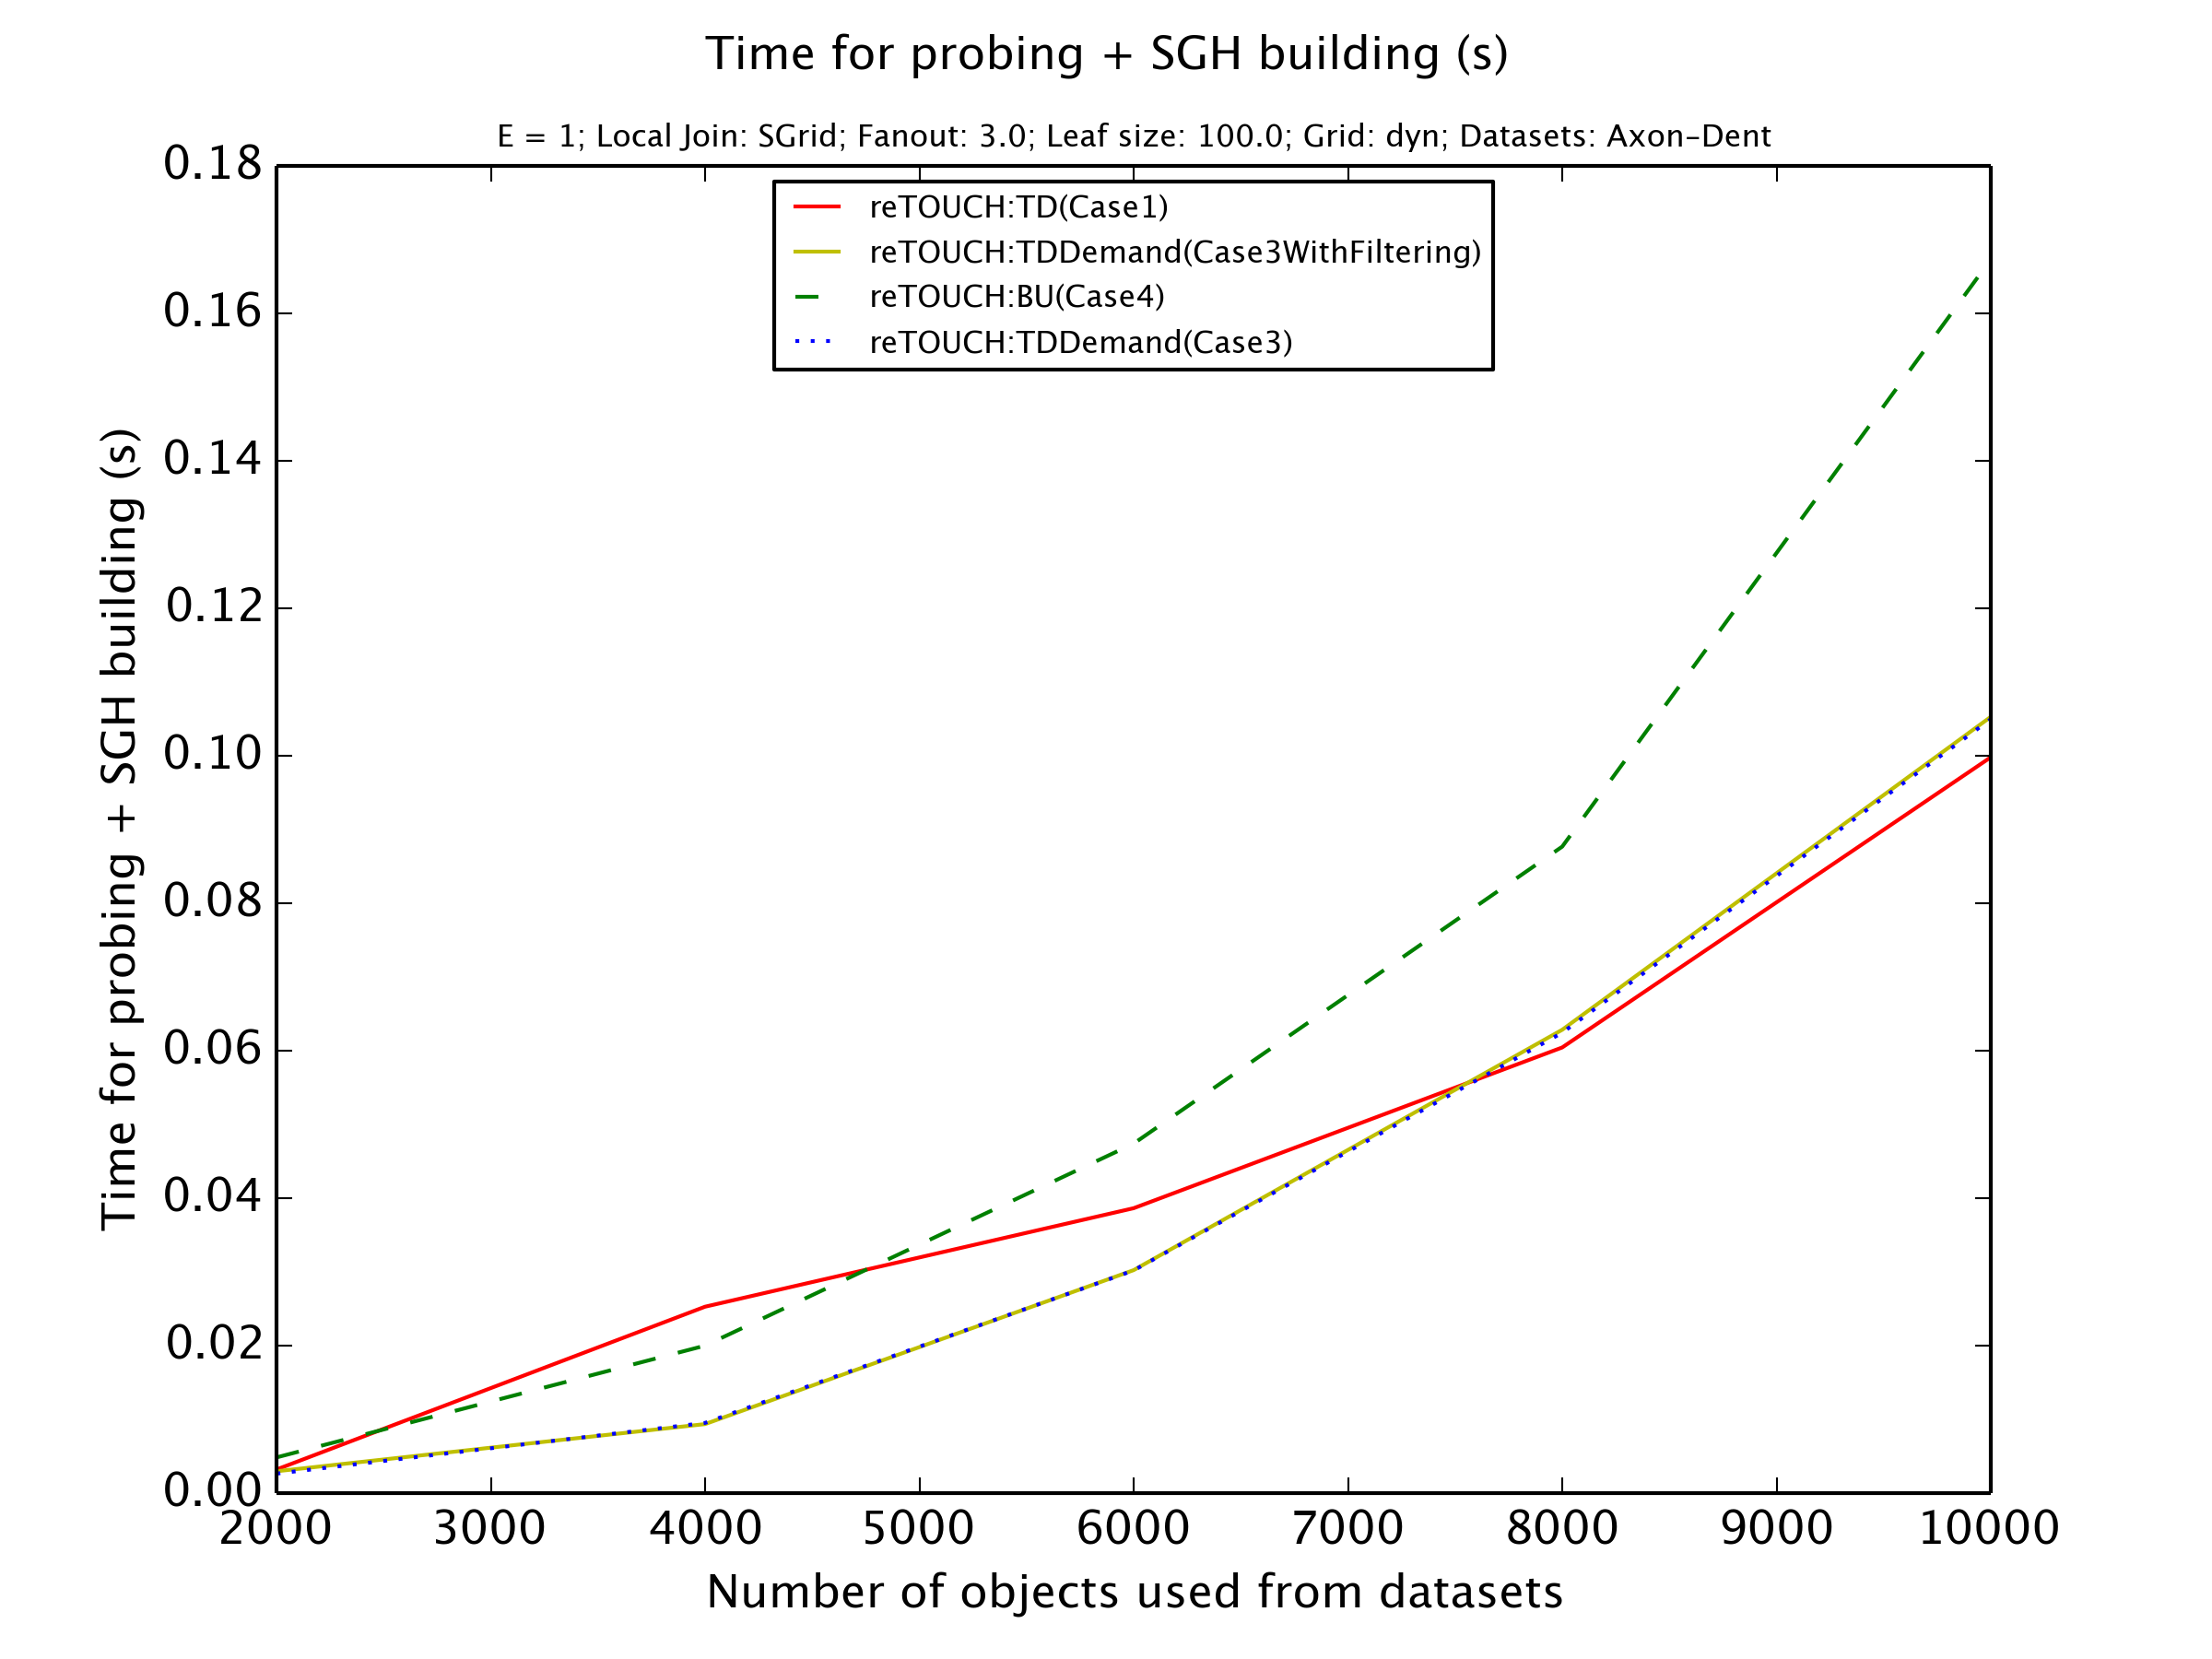 Time for probing + SGH building (s)
E = 1; Local Join: SGrid; Fanout: 3.0; Leaf size: 100.0; Grid: dyn; Datasets: Axon-Dent
reTOUCH:TD(Case1)
reTOUCH:TDDemand(Case3WithFiltering)
reTOUCH:BU(Case4)
reTOUCH:TDDemand(Case3)
Time for probing + SGH building (s)
0.18
0.16
0.14
0.12
0.10
0.08
0.06
0.04
0.02
0.00
2000 3000 4000 5000 6000 7000 8000 9000 10000
Number of objects used from datasets